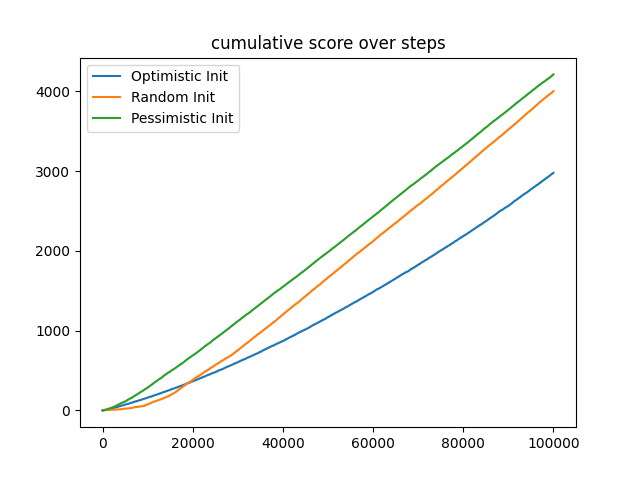 cumulative score over steps
Optimistic Init
Random Init
Pessimistic Init
4000
3000
2000
1000
0
0 20000 40000 60000 80000 100000